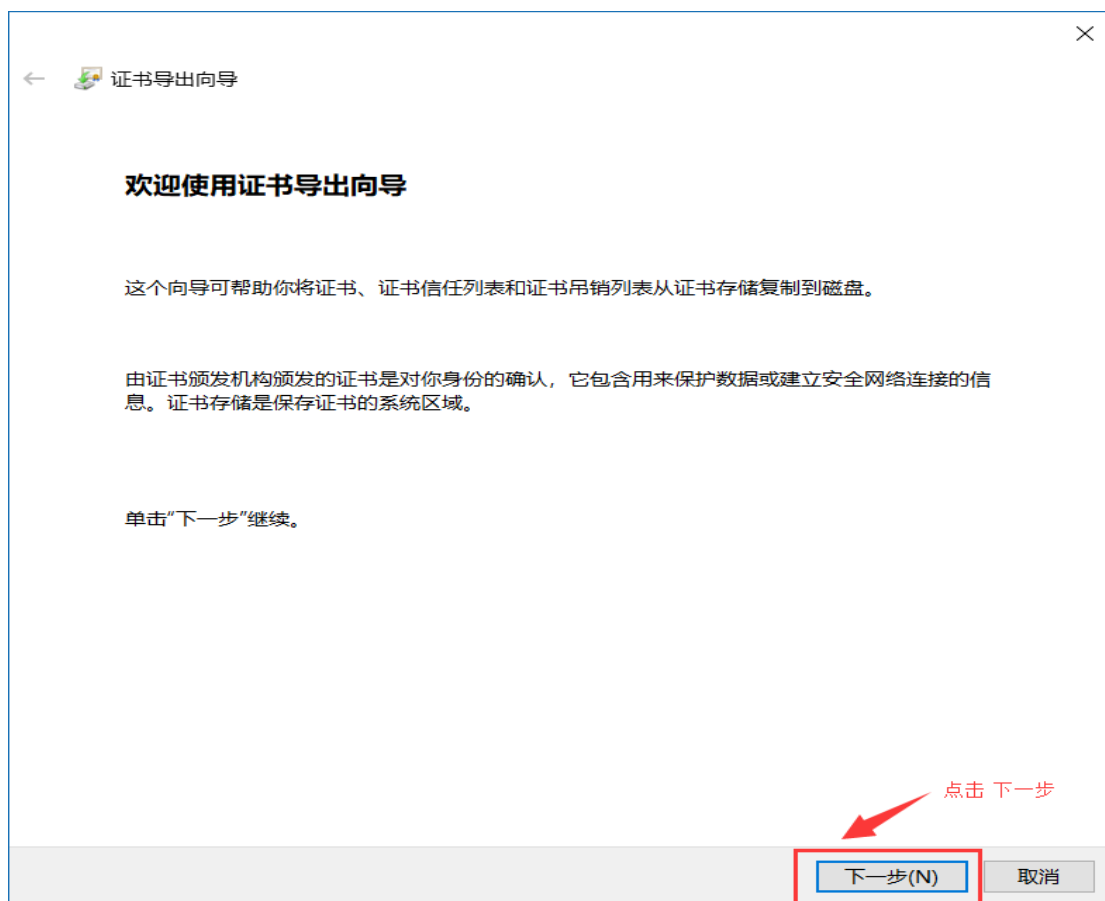 证书导出向导
欢迎使用证书导出向导
这个向导可帮助你将证书、证书信任列表和证书吊销列表从证书存储复制到磁盘。
由证书颁发机构颁发的证书是对你身份的确认，它包含用来保护数据或建立安全网络连接的信
息。证书存储是保存证书的系统区域。
单击"下一步"继续。
点击 下一步
下一步(N)
取消